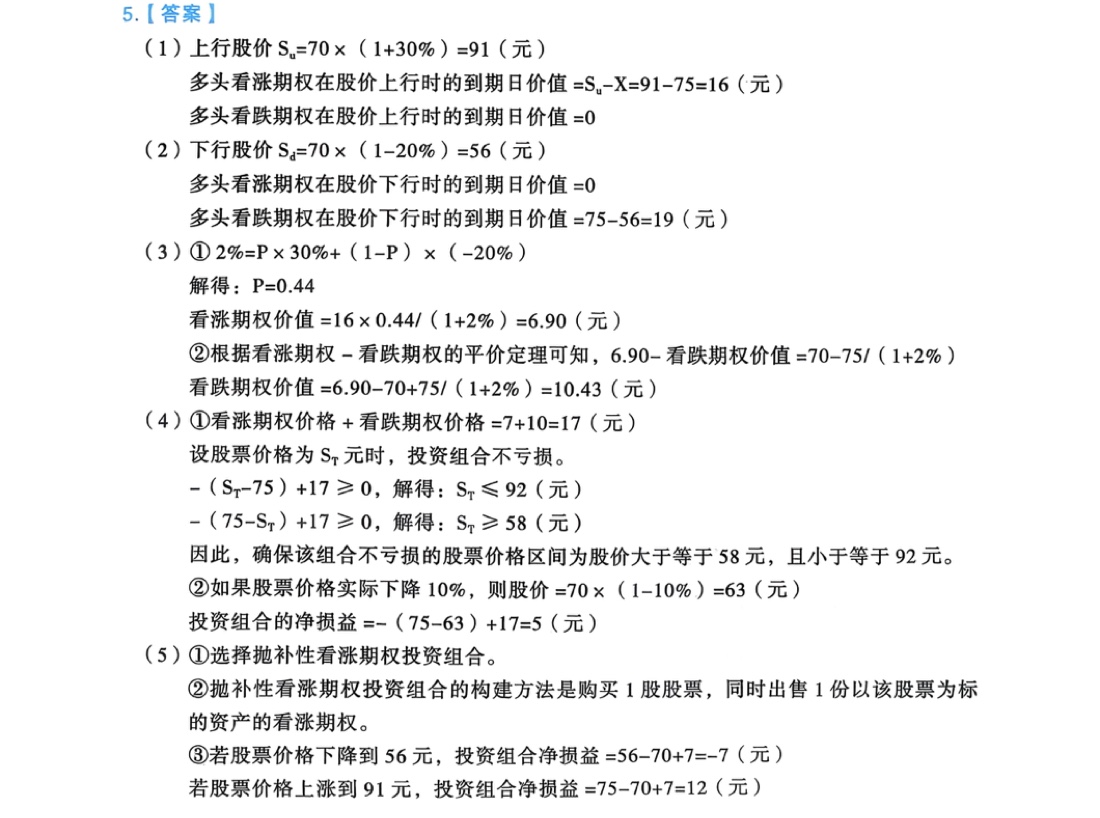 5.【答案】
（1）上行股价 Su=70×（1+30%）=91（元）
多头看涨期权在股价上行时的到期日价值 =Su-X=91-75=16（元）
多头看跌期权在股价上行时的到期日价值 =0
（2）下行股价 Sd=70×（1-20%）=56（元）
多头看涨期权在股价下行时的到期日价值 =0
多头看跌期权在股价下行时的到期日价值 =75-56=19（元）
（3）① 2%=P×30%+（1-P）×（-20%）
解得：P=0.44
看涨期权价值 =16×0.44/（1+2%）=6.90（元）
②根据看涨期权－看跌期权的平价定理可知，6.90-看跌期权价值 =70-75/（1+2%）
看跌期权价值 =6.90-70+75/（1+2%）=10.43（元）
（4）①看涨期权价格 + 看跌期权价格 =7+10=17（元）
设股票价格为 ST 元时，投资组合不亏损。
-（ST-75）+17≥0，解得：ST≤92（元）
-（75-ST）+17≥0，解得：ST≥58（元）
因此，确保该组合不亏损的股票价格区间为股价大于等于 58 元，且小于等于 92 元。
②如果股票价格实际下降 10%，则股价 =70×（1-10%）=63（元）
投资组合的净损益 =-（75-63）+17=5（元）
（5）①选择抛补性看涨期权投资组合。
②抛补性看涨期权投资组合的构建方法是购买 1 股股票，同时出售 1 份以该股票为标
的资产的看涨期权。
③若股票价格下降到 56 元，投资组合净损益 =56-70+7=-7（元）
若股票价格上涨到 91 元，投资组合净损益 =75-70+7=12（元）